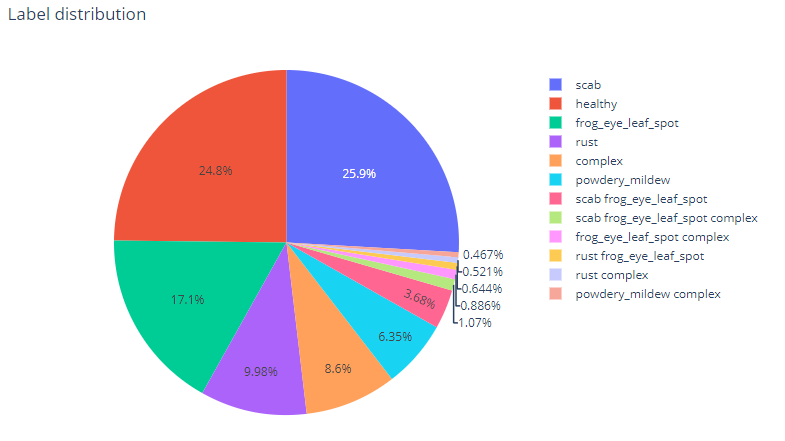 Label distribution
25.9%
24.8%
17.1%
9.98%
8.6%
6.35%
3.68%
1.07%
0.886%
0.644%
0.521%
0.467%
scab
healthy
frog_eye_leaf_spot
rust
complex
powdery_mildew
scab frog_eye_leaf_spot
scab frog_eye_leaf_spot complex
frog_eye_leaf_spot complex
rust frog_eye_leaf_spot
rust complex
powdery_mildew complex